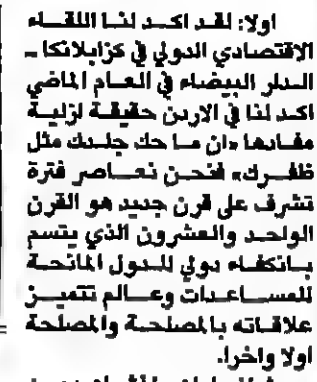 اولا: لقد اكد لنا اللقاء
الاقتصادي الدولي في كزابلانكا ـ
الدار البيضاء في العام الماضي
اكد لنا في الاردن حقيقة ازلية
مفادها «ان ما حك جلدك مثل
ظفرك» فنحن نعاصر فترة
تشرف على قرن جديد هو القرن
الواحد والعشرون الذي يتسم
بانكفاء دولي للدول المانحة
للمساعدات وعالم تتميز
علاقاته بالمصلحة والمصلحة
اولا واخرا.